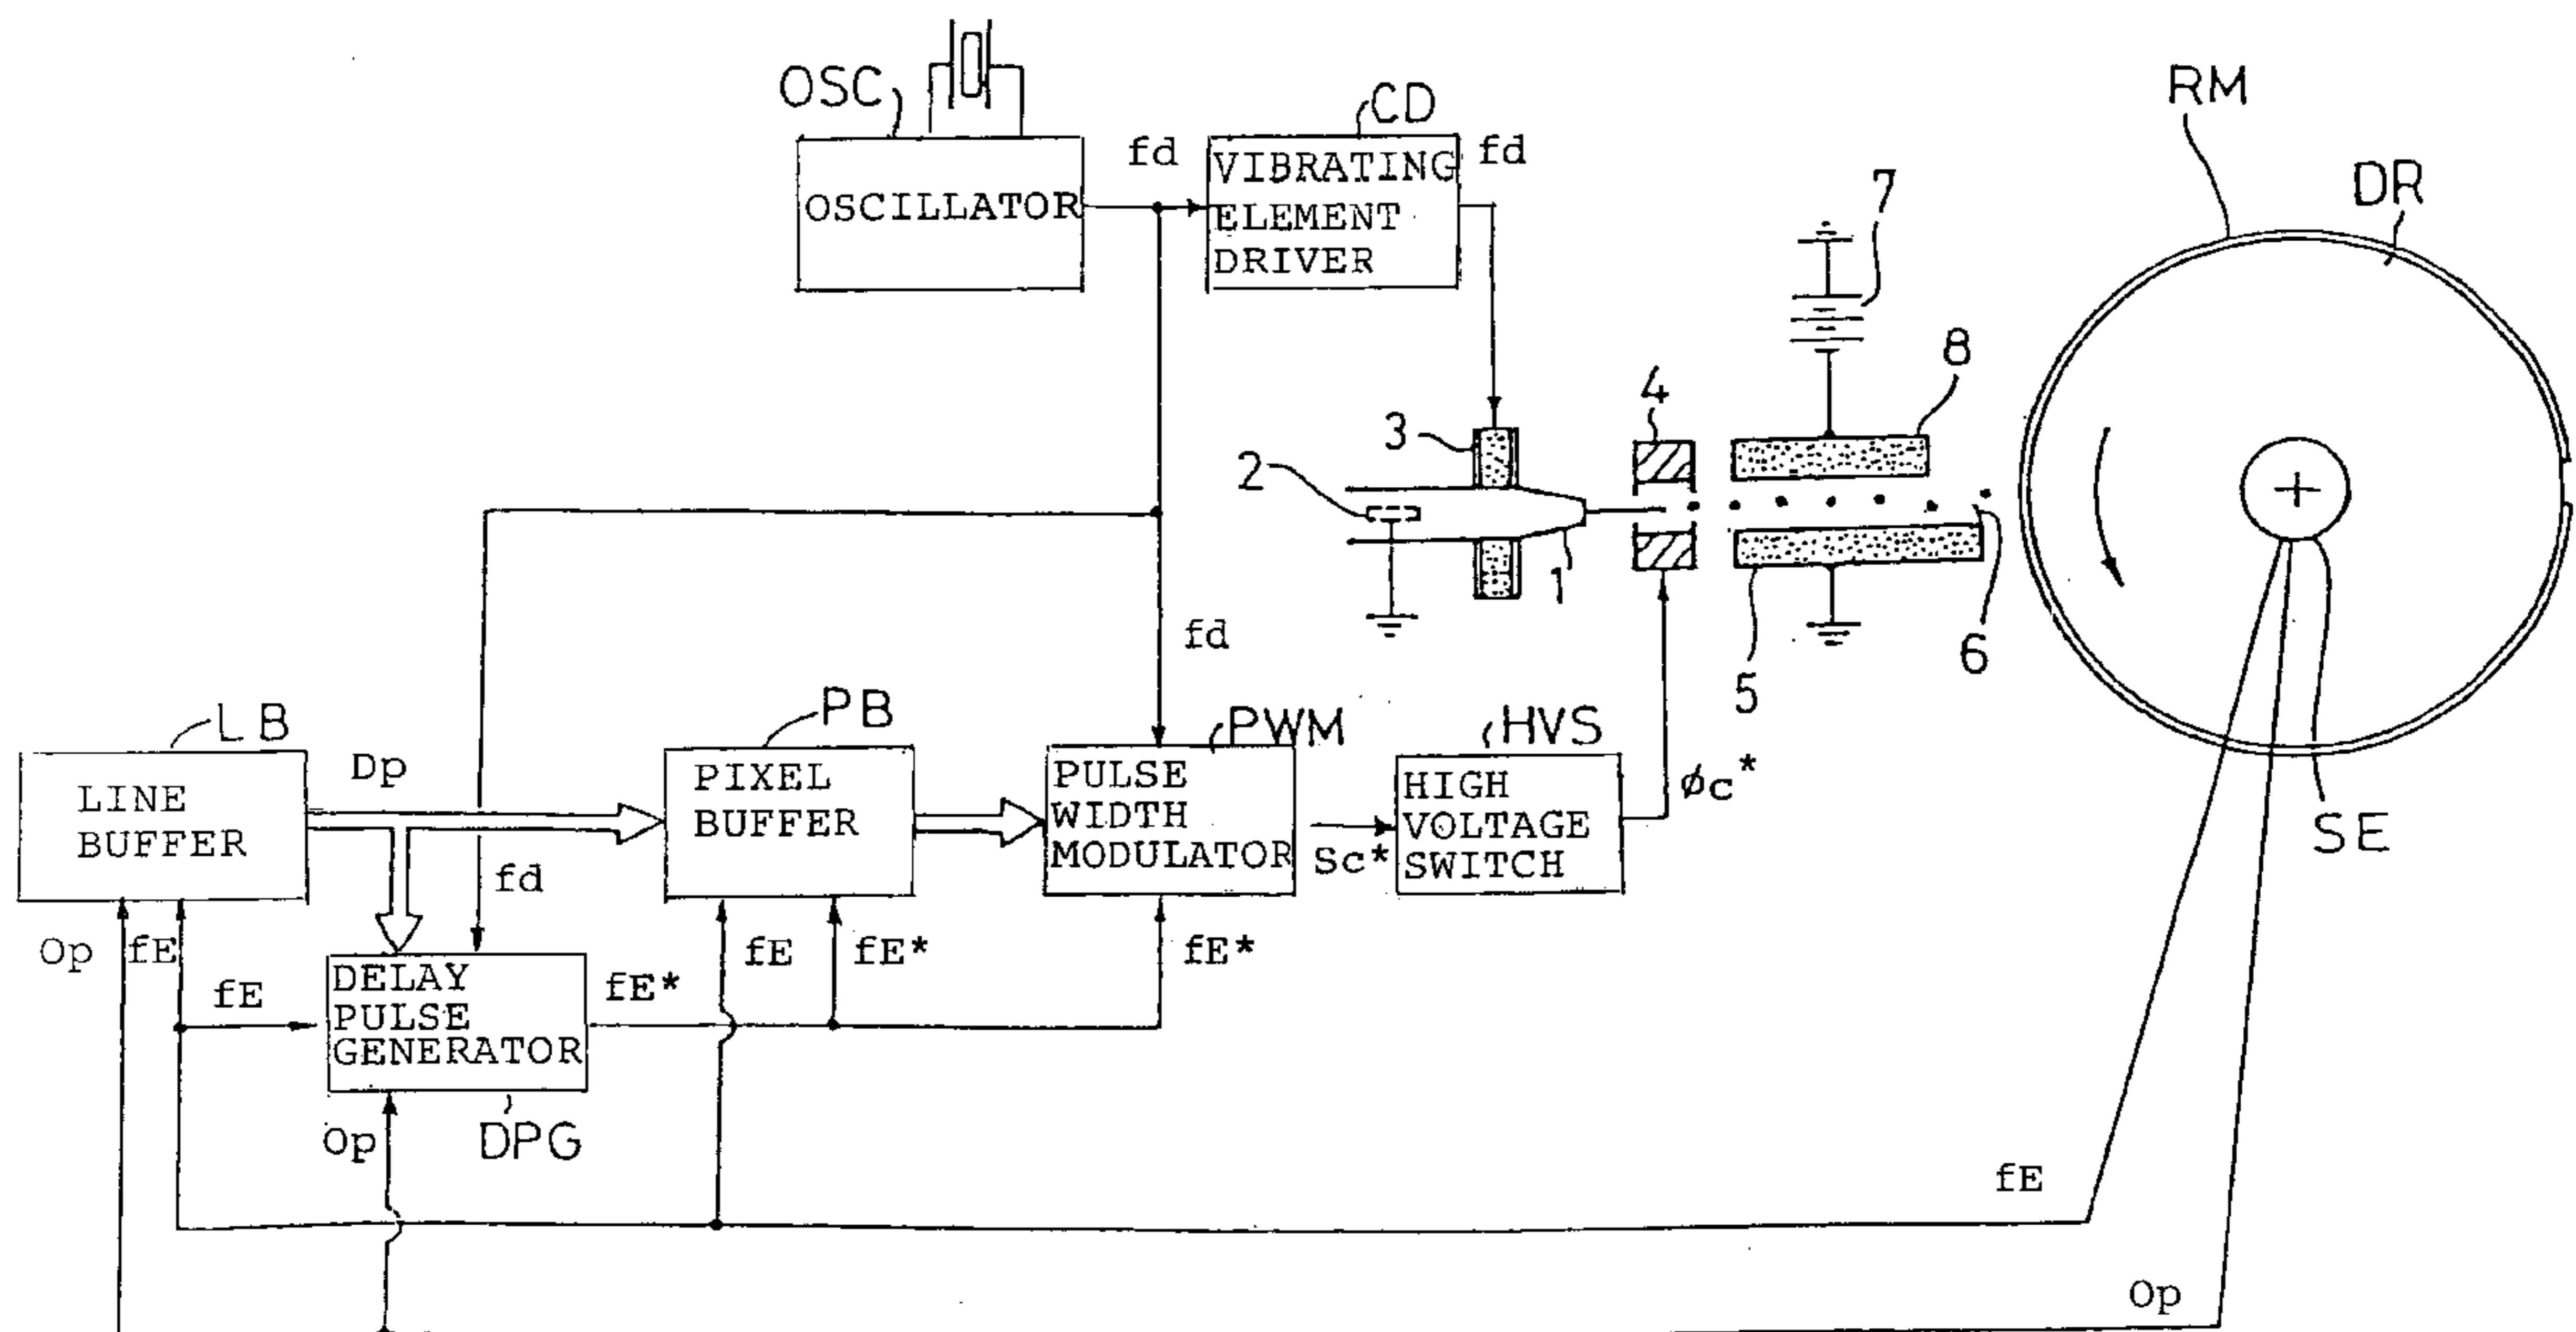 OSC
CD
RM
OSCILLATOR
fd
VIBRATING
ELEMENT
DRIVER
fd
7
DR
8
4
3
2
1
5
6
fd
LB
PB
PWM
HVS
SE
LINE
BUFFER
Dp
fd
PIXEL
BUFFER
PULSE
WIDTH
MODULATOR
Sc*
HIGH
VOLTAGE
SWITCH
φc*
Op
fE
fE
DELAY
PULSE
GENERATOR
fE*
fE
fE*
fE*
Op
DPG
fE
Op